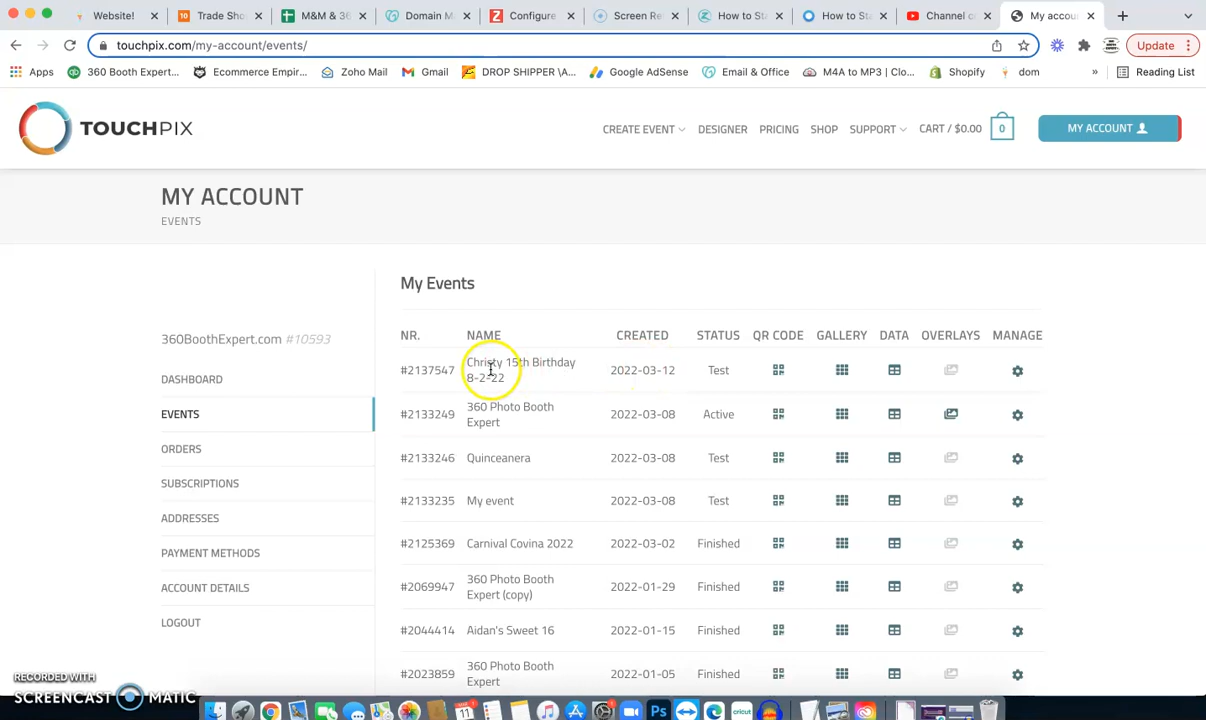 Website!
Trade Sho
M&M & 36
Domain M
Configure
Screen Re
How to Sta
How to Sta
Channel co
My accou
touchpix.com/my-account/events/
Update
Apps
360 Booth Expert...
Ecommerce Empir...
Zoho Mail
Gmail
DROP SHIPPER \A...
Google AdSense
Email & Office
M4A to MP3 | Clo...
Shopify
dom
»
Reading List
TOUCHPIX
CREATE EVENT
DESIGNER
PRICING
SHOP
SUPPORT
CART / $0.00
0
MY ACCOUNT
MY ACCOUNT
EVENTS
360BoothExpert.com #10593
DASHBOARD
EVENTS
ORDERS
SUBSCRIPTIONS
ADDRESSES
PAYMENT METHODS
ACCOUNT DETAILS
LOGOUT
My Events
NR. NAME CREATED STATUS QR CODE GALLERY DATA OVERLAYS MANAGE
#2137547 Christy 15th Birthday 2022-03-12 Test
8-2-22
#2133249 360 Photo Booth 2022-03-08 Active
Expert
#2133246 Quinceanera 2022-03-08 Test
#2133235 My event 2022-03-08 Test
#2125369 Carnival Covina 2022 2022-03-02 Finished
#2069947 360 Photo Booth 2022-01-29 Finished
Expert (copy)
#2044414 Aidan's Sweet 16 2022-01-15 Finished
#2023859 360 Photo Booth 2022-01-05 Finished
Expert
RECORDED WITH
SCREENCAST MATIC
11
Ps
cricut